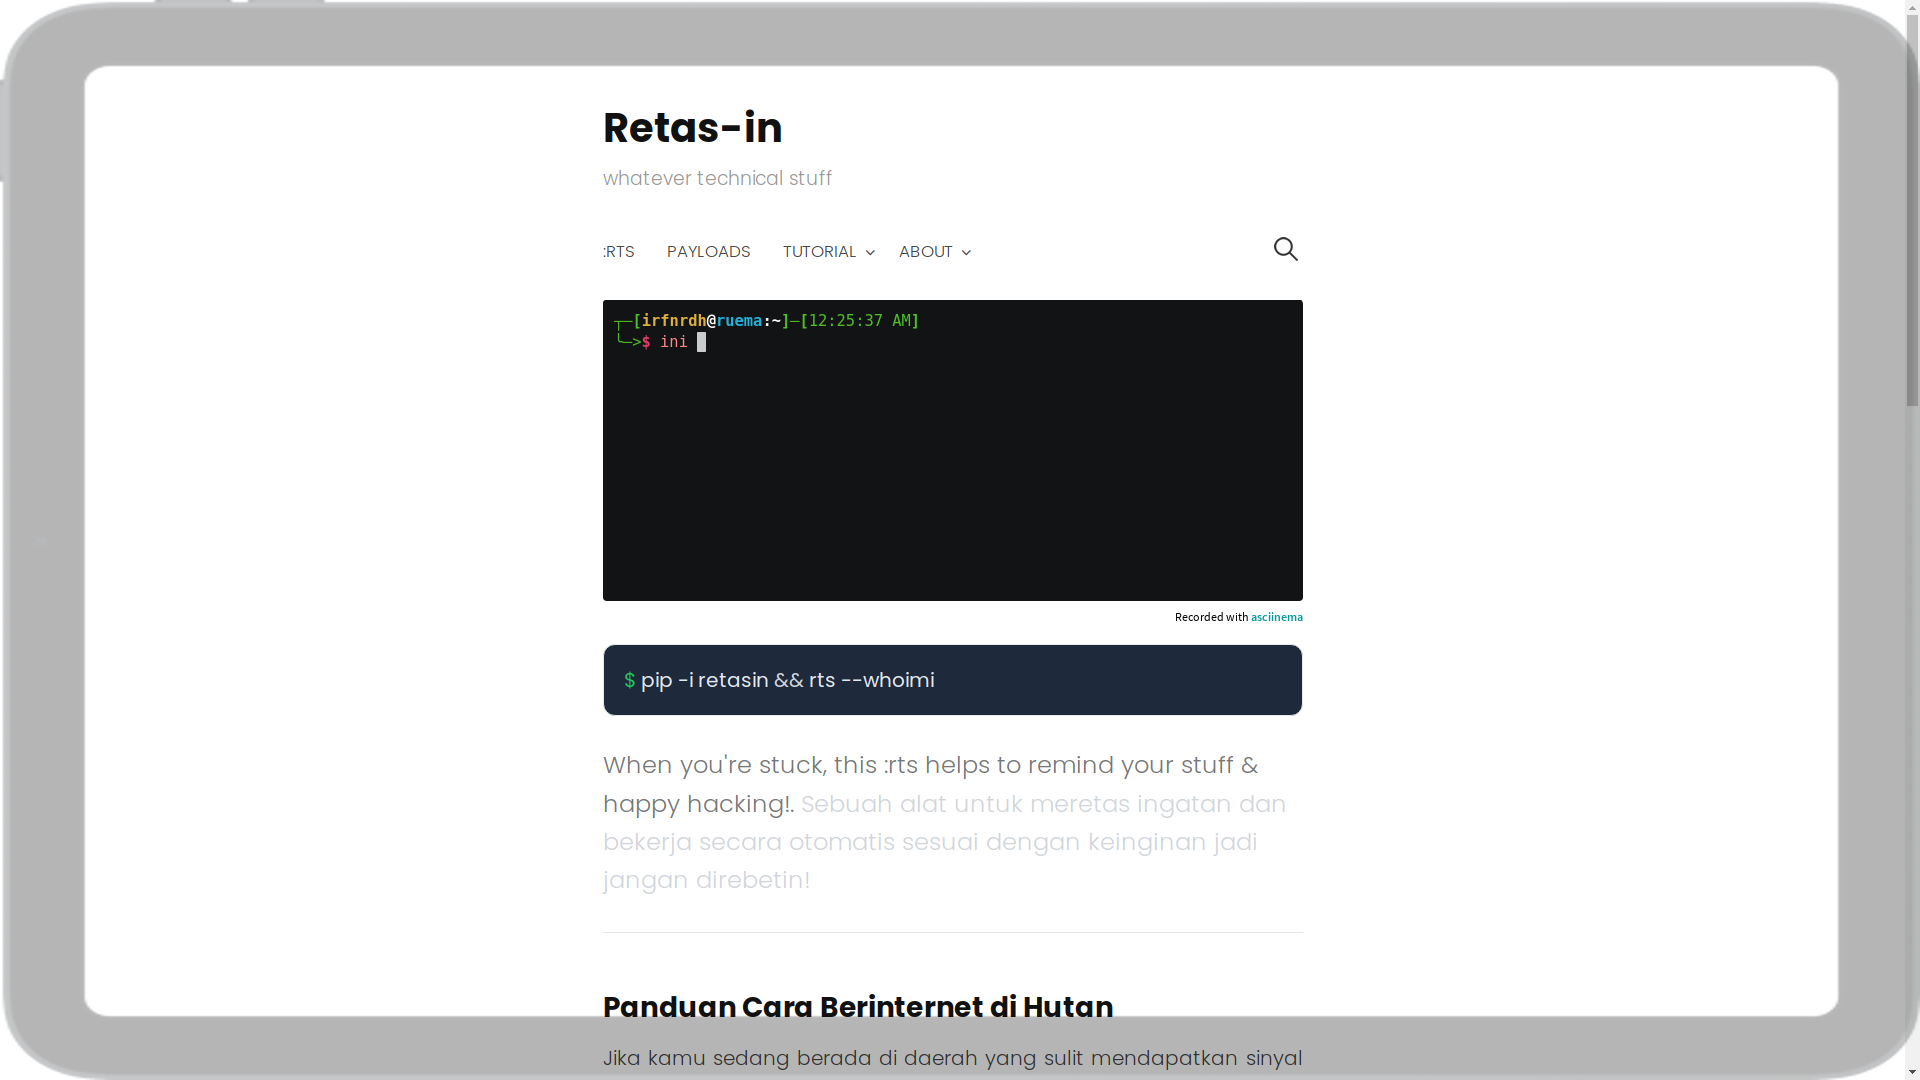 Retas-in
whatever technical stuff
:RTS PAYLOADS TUTORIAL ABOUT
┬─[irfnrdh@ruema:~]─[12:25:37 AM]
╰─>$ ini
Recorded with asciinema
$ pip -i retasin && rts --whoimi
When you're stuck, this :rts helps to remind your stuff &
happy hacking!. Sebuah alat untuk meretas ingatan dan
bekerja secara otomatis sesuai dengan keinginan jadi
jangan direbetin!
Panduan Cara Berinternet di Hutan
Jika kamu sedang berada di daerah yang sulit mendapatkan sinyal